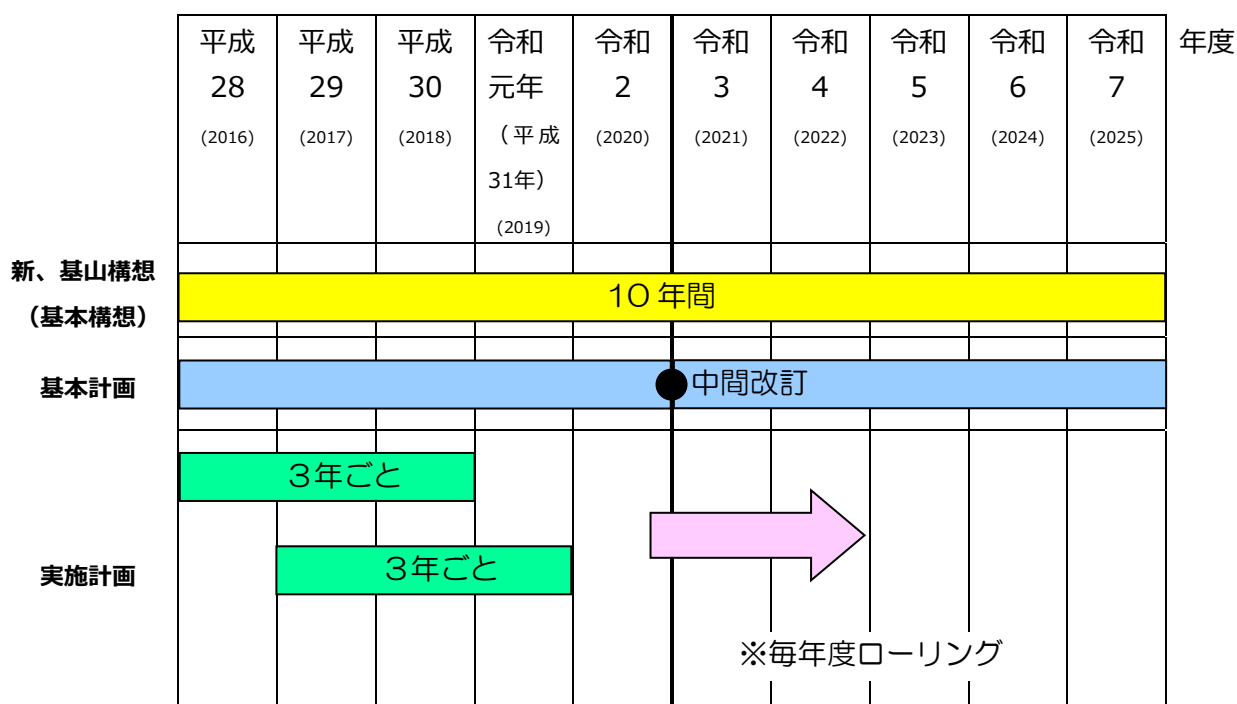 平成 平成 平成 令和 令和 令和 令和 令和 令和 令和 年度
28 29 30 元年 2 3 4 5 6 7
(2016) (2017) (2018) （平成 (2020) (2021) (2022) (2023) (2024) (2025)
31年）
(2019)
新、基山構想
（基本構想）
10年間
基本計画
中間改訂
3年ごと
実施計画
3年ごと
※毎年度ローリング